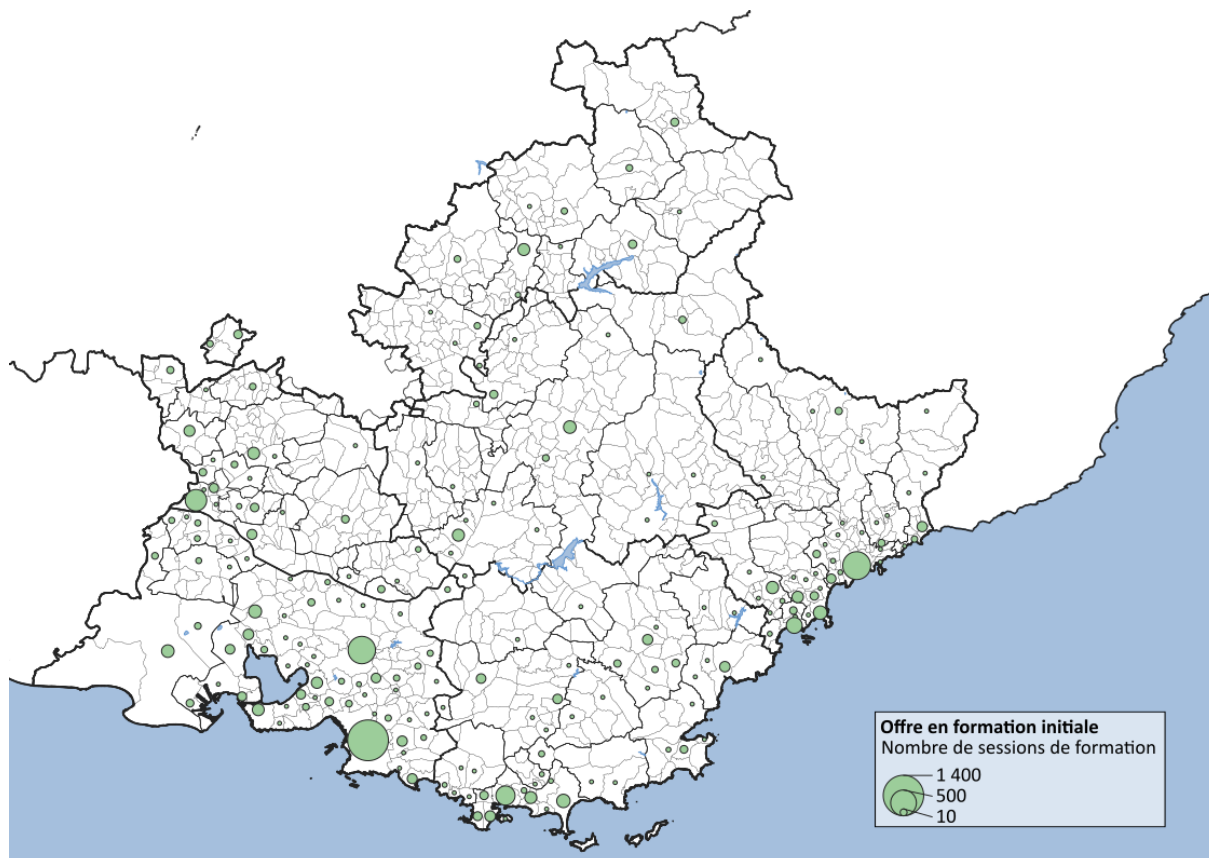 Offre en formation initiale
Nombre de sessions de formation
1 400
500
10